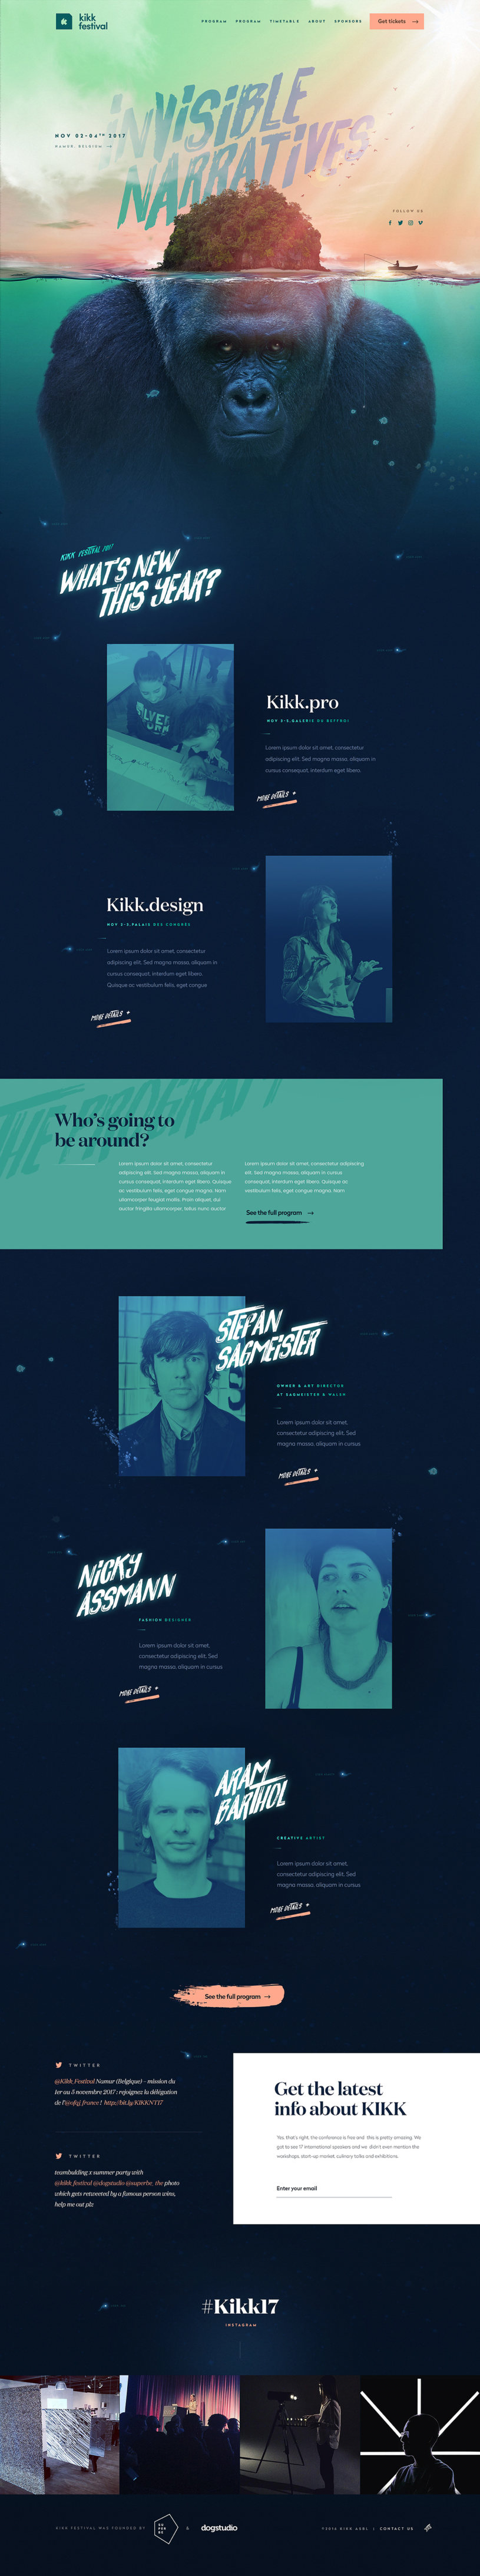 kikk
festival
PROGRAM PROGRAM TIMETABLE ABOUT SPONSORS Get tickets →
INVISIBLE
NARRATIVES
NOV 02-04TH 2017
NAMUR, BELGIUM →
FOLLOW US
KIKK FESTIVAL 2017
WHAT'S NEW
THIS YEAR?
Kikk.pro
NOV 2-3,GALERIE DU BEFFROI
Lorem ipsum dolor sit amet, consectetur
adipiscing elit. Sed magna massa, aliquam in
cursus consequat, interdum eget libero.
MORE DETAILS +
Kikk.design
NOV 2-3,PALAIS DES CONGRÈS
Lorem ipsum dolor sit amet, consectetur
adipiscing elit. Sed magna massa, aliquam in
cursus consequat, interdum eget libero.
Quisque ac vestibulum felis, eget congue
MORE DETAILS +
THE PROGRAM
Who's going to
be around?
Lorem ipsum dolor sit amet, consectetur
adipiscing elit. Sed magna massa, aliquam in
cursus consequat, interdum eget libero. Quisque
ac vestibulum felis, eget congue magna. Nam
ullamcorper feugiat mollis. Proin aliquet, dui
auctor fringilla ullamcorper, tellus nunc auctor
Lorem ipsum dolor sit amet, consectetur adipiscing
elit. Sed magna massa, aliquam in cursus
consequat, interdum eget libero. Quisque ac
vestibulum felis, eget congue magna. Nam
See the full program →
STEFAN
SAGMEISTER
OWNER & ART DIRECTOR
AT SAGMEISTER & WALSH
Lorem ipsum dolor sit amet,
consectetur adipiscing elit. Sed
magna massa, aliquam in cursus
MORE DETAILS +
NICKY
ASSMANN
FASHION DESIGNER
Lorem ipsum dolor sit amet,
consectetur adipiscing elit. Sed
magna massa, aliquam in cursus
MORE DETAILS +
ARAM
BARTHOL
CREATIVE ARTIST
Lorem ipsum dolor sit amet,
consectetur adipiscing elit. Sed
magna massa, aliquam in cursus
MORE DETAILS +
See the full program →
TWITTER
@Kikk_Festival Namur (Belgique) – mission du
1er au 5 novembre 2017 : rejoignez la délégation
de l'@ofqj_france ! http://bit.ly/KIKKNT17
TWITTER
teambuilding x summer party with
@kikk festival @dogstudio @superbe, the photo
which gets retweeted by a famous person wins,
help me out plz
Get the latest
info about KIKK
Yes, that's right, the conference is free and this is pretty amazing. We
got to see 17 international speakers and we didn't even mention the
workshops, start-up market, culinary talks and exhibitions.
Enter your email
#Kikk17
INSTAGRAM
KIKK FESTIVAL WAS FOUNDED BY
SU
PER
BE
& dogstudio
©2016 KIKK ASBL | CONTACT US